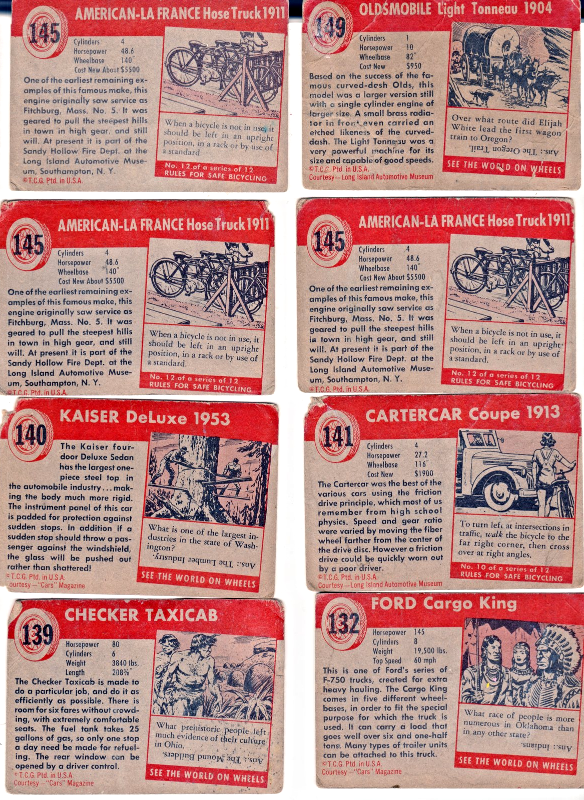 145
AMERICAN-LA FRANCE Hose Truck 1911
Cylinders 4
Horsepower 48.6
Wheelbase 140"
Cost New About $5500
One of the earliest remaining ex-
amples of this famous make, this
engine originally saw service as
Fitchburg, Mass. No. 5. It was
geared to pull the steepest hills
in town in high gear, and still
will. At present it is part of the
Sandy Hollow Fire Dept. at the
Long Island Automotive Muse-
um, Southampton, N. Y.
©T.C.G. Ptd. in U.S.A.
When a bicycle is not in use, it
should be left in an upright
position, in a rack or by use of
a standard.
No. 12 of a series of 12
RULES FOR SAFE BICYCLING
149
OLDSMOBILE Light Tonneau 1904
Cylinders 1
Horsepower 10
Wheelbase 82"
Cost New $950
Based on the success of the fa-
mous curved-desh Olds, this
model was a larger version still
with a single cylinder engine of
larger size. A small brass radia-
tor in front even carried an
etched likeness of the curved-
dash. The Light Tonneau was a
very powerful machine for its
size and capable of good speeds.
©T.C.G. Ptd. in U.S.A.
Courtesy—Long Island Automotive Museum
Over what route did Elijah
White lead the first wagon
train to Oregon?
Ans.: The Oregon Trail.
SEE THE WORLD ON WHEELS
145
AMERICAN-LA FRANCE Hose Truck 1911
Cylinders 4
Horsepower 48.6
Wheelbase 140"
Cost New About $5500
One of the earliest remaining ex-
amples of this famous make, this
engine originally saw service as
Fitchburg, Mass. No. 5. It was
geared to pull the steepest hills
in town in high gear, and still
will. At present it is part of the
Sandy Hollow Fire Dept. at the
Long Island Automotive Muse-
um, Southampton, N. Y.
©T.C.G. Ptd. in U.S.A.
When a bicycle is not in use, it
should be left in an upright
position, in a rack or by use of
a standard.
No. 12 of a series of 12
RULES FOR SAFE BICYCLING
145
AMERICAN-LA FRANCE Hose Truck 1911
Cylinders 4
Horsepower 48.6
Wheelbase 140"
Cost New About $5500
One of the earliest remaining ex-
amples of this famous make, this
engine originally saw service as
Fitchburg, Mass. No. 5. It was
geared to pull the steepest hills
in town in high gear, and still
will. At present it is part of the
Sandy Hollow Fire Dept. at the
Long Island Automotive Muse-
um, Southampton, N. Y.
©T.C.G. Ptd. in U.S.A.
When a bicycle is not in use, it
should be left in an upright
position, in a rack or by use of
a standard.
No. 12 of a series of 12
RULES FOR SAFE BICYCLING
140
KAISER DeLuxe 1953
The Kaiser four-
door Deluxe Sedan
has the largest one-
piece steel top in
the automobile industry...mak-
ing the body much more rigid.
The instrument panel of this car
is padded for protection against
sudden stops. In addition if a
sudden stop should throw a pas-
senger against the windshield,
the glass will be pushed out
rather than shattered!
©T.C.G. Ptd. in U.S.A.
Courtesy—"Cars" Magazine
What is one of the largest in-
dustries in the state of Wash-
ington?
Ans.: The Lumber Industry.
SEE THE WORLD ON WHEELS
141
CARTERCAR Coupe 1913
Cylinders 4
Horsepower 27.2
Wheelbase 116"
Cost $1900
The Cartercar was the best of the
various cars using the friction
drive principle, which most of us
remember from high school
physics. Speed and gear ratio
were varied by moving the fiber
wheel farther from the center of
the drive disc. However a friction
drive could be quickly worn out
by a poor driver.
©T.C.G. Ptd. in U.S.A.
Courtesy—Long Island Automotive Museum
To turn left at intersections in
traffic, walk the bicycle to the
far right corner, then cross
over at right angles.
No. 10 of a series of 12
RULES FOR SAFE BICYCLING
139
CHECKER TAXICAB
Horsepower 80
Cylinders 6
Weight 3840 lbs.
Length 208½"
The Checker Taxicab is made to
do a particular job, and do it as
efficiently as possible. There is
room for six fares without crowd-
ing, with extremely comfortable
seats. The fuel tank takes 25
gallons of gas, so only one stop
a day need be made for refuel-
ing. The rear window can be
opened by a driver control.
©T.C.G. Ptd. in U.S.A.
Courtesy—"Cars" Magazine
What prehistoric people left
much evidence of their culture
in Ohio.
Ans.: The Mound Builders.
SEE THE WORLD ON WHEELS
132
FORD Cargo King
Horsepower 145
Cylinders 8
Weight 19,500 lbs.
Top Speed 60 mph
This is one of Ford's series of
F-750 trucks, created for extra
heavy hauling. The Cargo King
comes in five different wheel-
bases, in order to fit the special
purpose for which the truck is
used. It can carry a load that
goes well over six and one-half
tons. Many types of trailer units
can be attached to this truck.
©T.C.G. Ptd. in U.S.A.
What race of people is more
numerous in Oklahoma than
in any other state?
Ans.: Indians.
SEE THE WORLD ON WHEELS